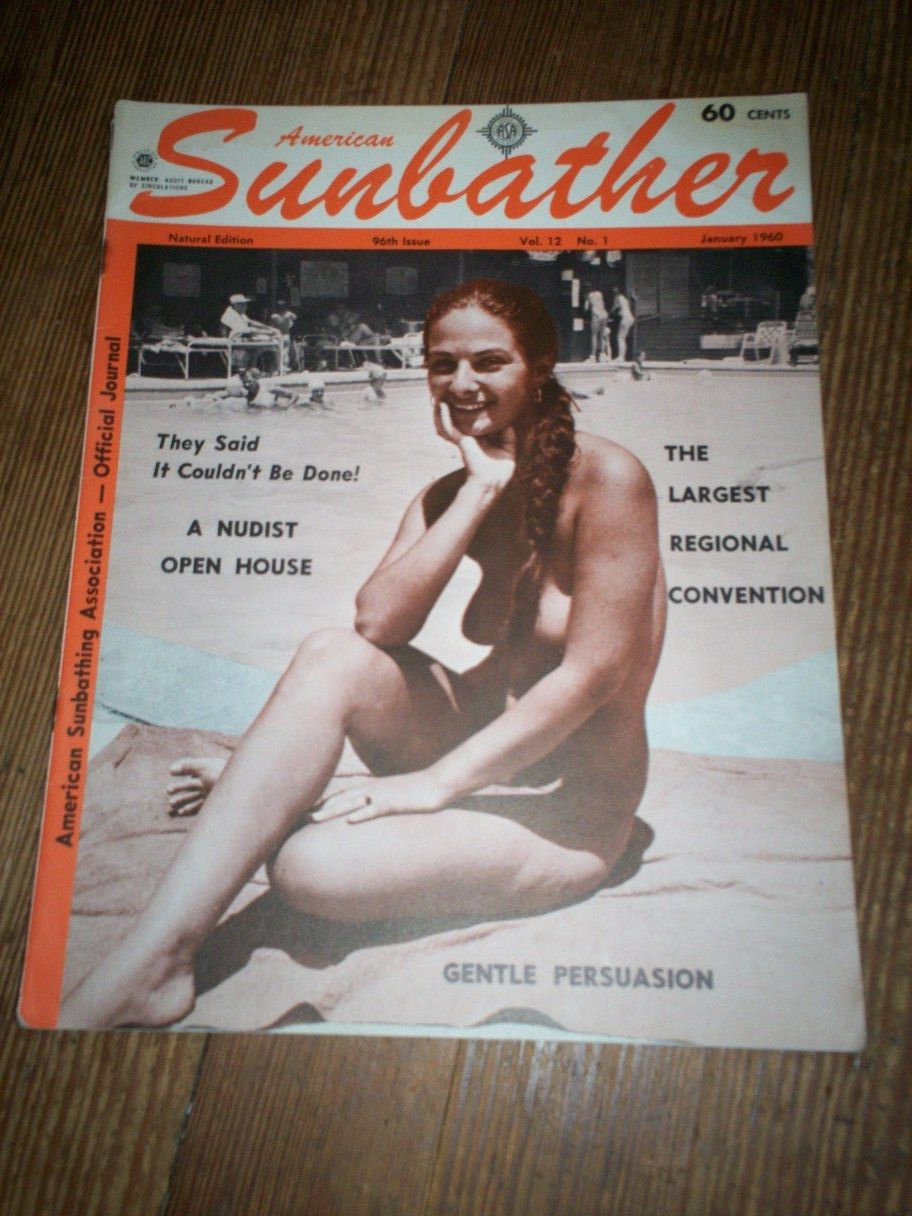 American
Sunbather
ASA
60 CENTS
MEMBER: AUDIT BUREAU
OF CIRCULATIONS
Natural Edition 96th Issue Vol. 12 No. 1 January 1960
American Sunbathing Association — Official Journal
They Said
It Couldn't Be Done!
A NUDIST
OPEN HOUSE
THE
LARGEST
REGIONAL
CONVENTION
GENTLE PERSUASION